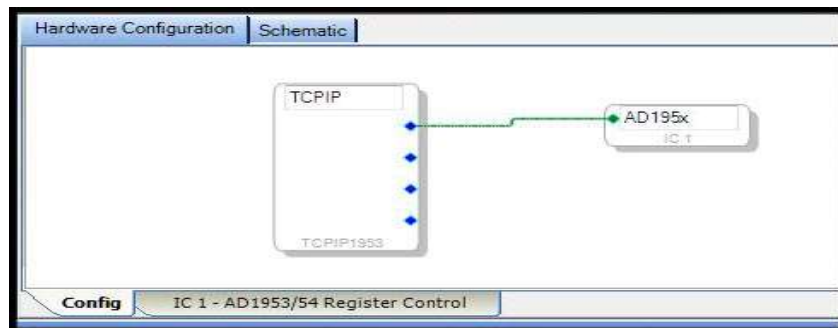 Hardware Configuration Schematic
TCPIP
AD195x
IC 1
TCPIP1953
Config IC 1 - AD1953/54 Register Control